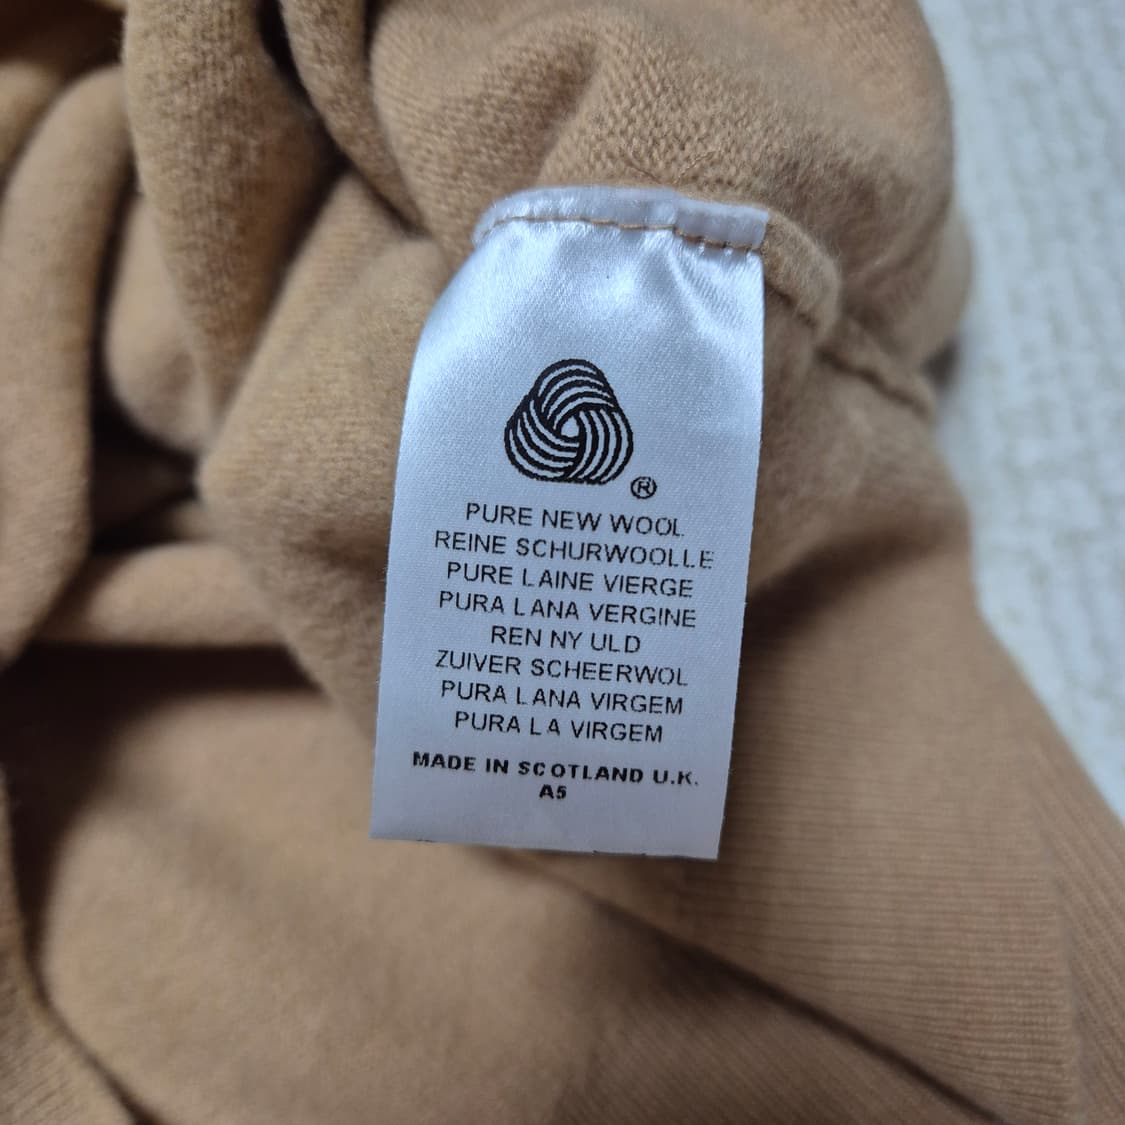 ®
PURE NEW WOOL
REINE SCHURWOOLLE
PURE LAINE VIERGE
PURA LANA VERGINE
REN NY ULD
ZUIVER SCHEERWOL
PURA LANA VIRGEM
PURA LA VIRGEM
MADE IN SCOTLAND U.K.
A5